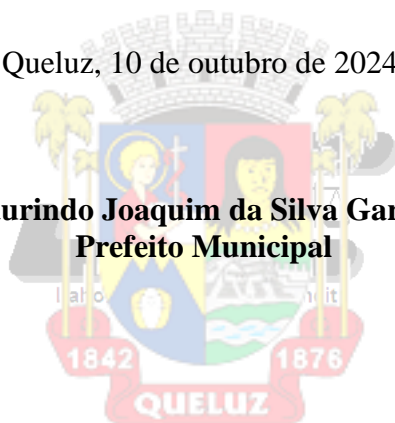 Queluz, 10 de outubro de 2024
urindo Joaquim da Silva Gar
Prefeito Municipal
1842
1876
QUELUZ